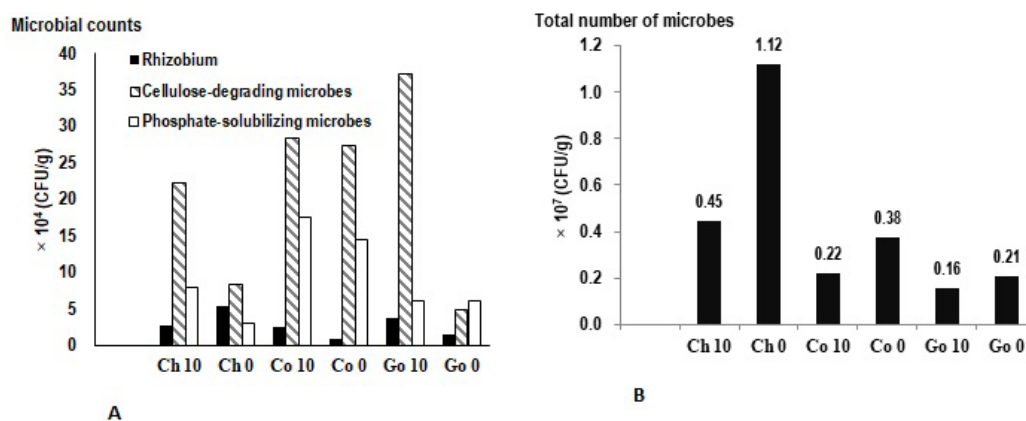 Microbial counts
40
35
30
25
20
15
10
5
0
× 10⁴ (CFU/g)
Rhizobium
Cellulose-degrading microbes
Phosphate-solubilizing microbes
Ch 10 Ch 0 Co 10 Co 0 Go 10 Go 0
A
Total number of microbes
1.2
1.0
0.8
0.6
0.4
0.2
0.0
× 10⁷ (CFU/g)
0.45 1.12 0.22 0.38 0.16 0.21
Ch 10 Ch 0 Co 10 Co 0 Go 10 Go 0
B